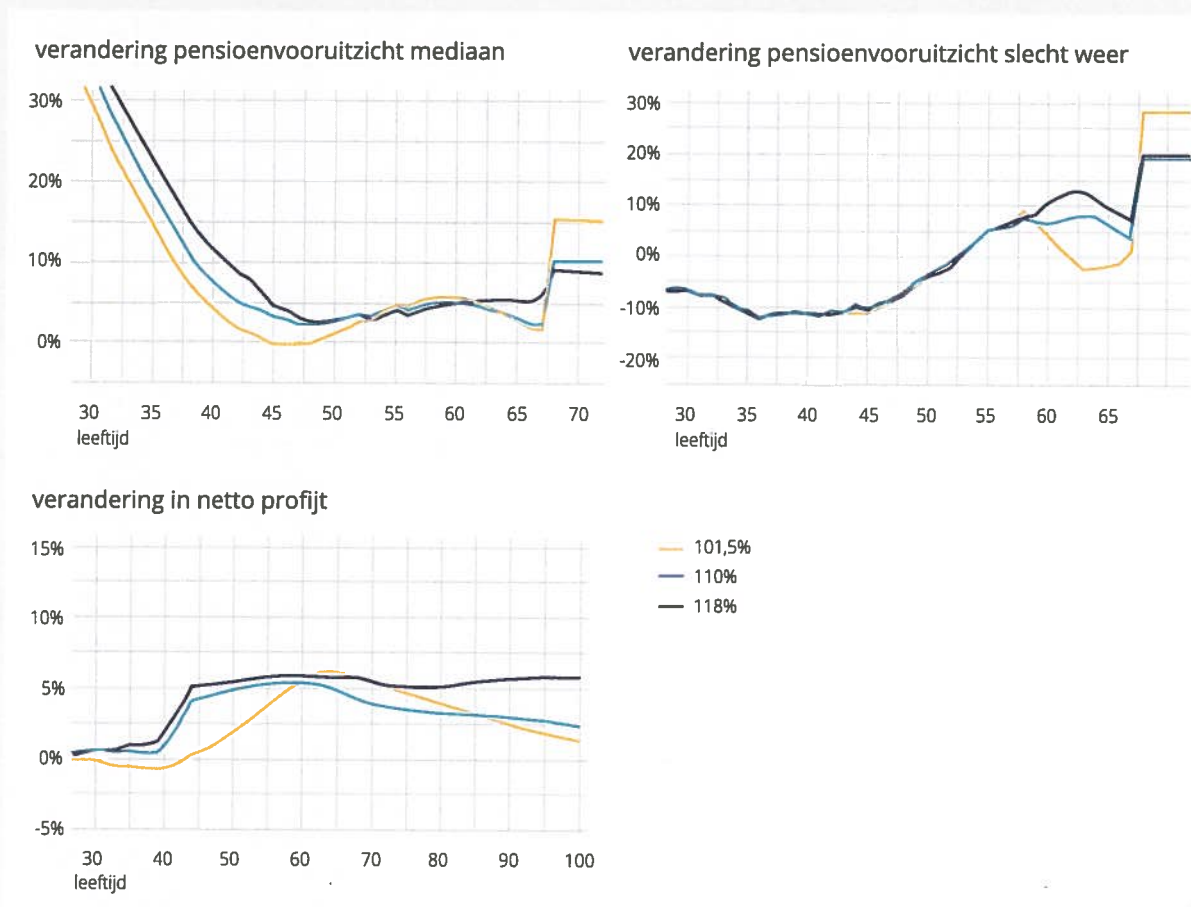 verandering pensioenvooruitzicht mediaan
30%
20%
10%
0%
30 35 40 45 50 55 60 65 70
leeftijd
verandering pensioenvooruitzicht slecht weer
30%
20%
10%
0%
-10%
-20%
30 35 40 45 50 55 60 65
leeftijd
verandering in netto profijt
15%
10%
5%
0%
-5%
30 40 50 60 70 80 90 100
leeftijd
101,5%
110%
118%